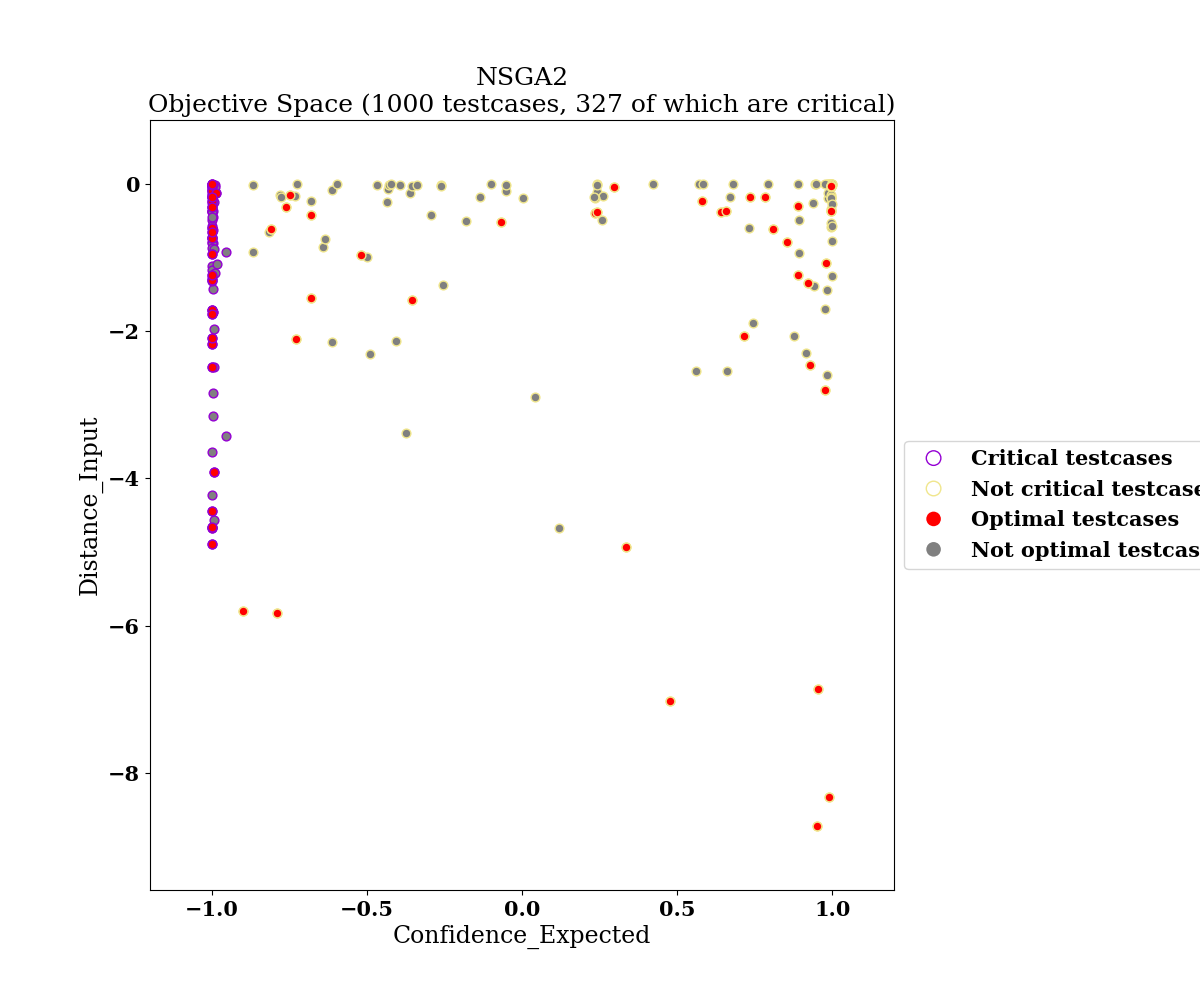 NSGA2
Objective Space (1000 testcases, 327 of which are critical)
0
−2
−4
−6
−8
Distance_Input
−1.0
−0.5
0.0
0.5
1.0
Confidence_Expected
Critical testcases
Not critical testcase
Optimal testcases
Not optimal testcas